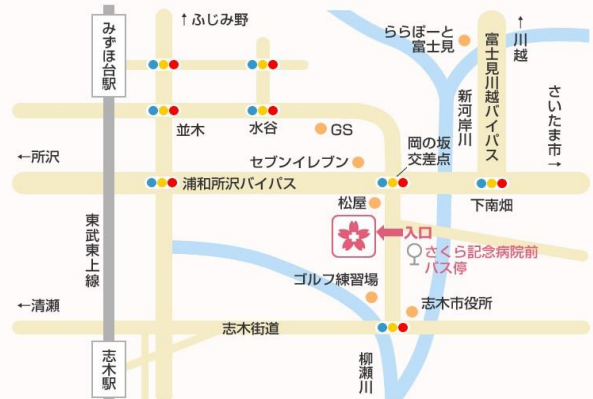 ↑ふじみ野
ららぽーと
富士見
↑川越
みずほ台駅
富士見川越バイパス
新河岸川
さいたま市→
並木
水谷
GS
岡の坂
交差点
←所沢
セブンイレブン
浦和所沢バイパス
下南畑
松屋
入口
さくら記念病院前
バス停
東武東上線
ゴルフ練習場
志木市役所
←清瀬
志木街道
柳瀬川
志木駅